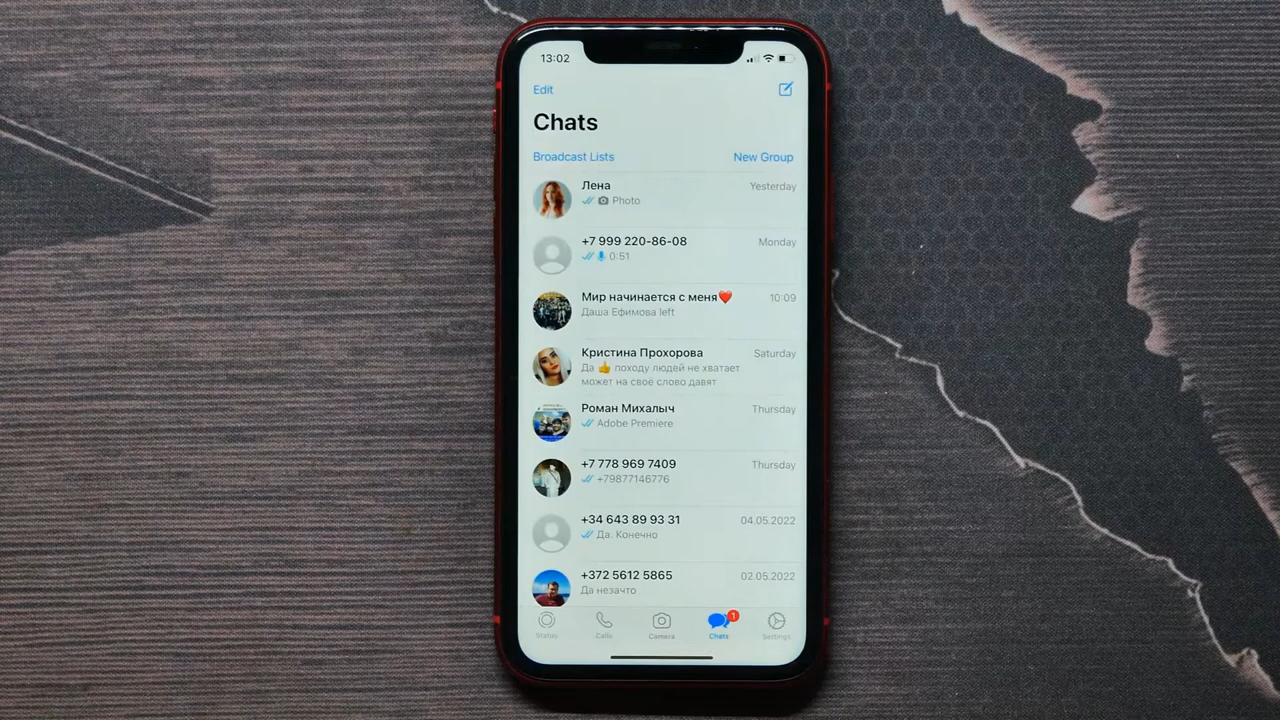 13:02
Edit
Chats
Broadcast Lists New Group
Лена Yesterday
Photo
+7 999 220-86-08 Monday
0:51
Мир начинается с меня❤️ 10:09
Даша Ефимова left
Кристина Прохорова Saturday
Да 👍 походу людей не хватает
может на своё слово давят
Роман Михалыч Thursday
Adobe Premiere
+7 778 969 7409 Thursday
+79877146776
+34 643 89 93 31 04.05.2022
Да. Конечно
+372 5612 5865 02.05.2022
Да незачто
1
Status Calls Camera Chats Settings